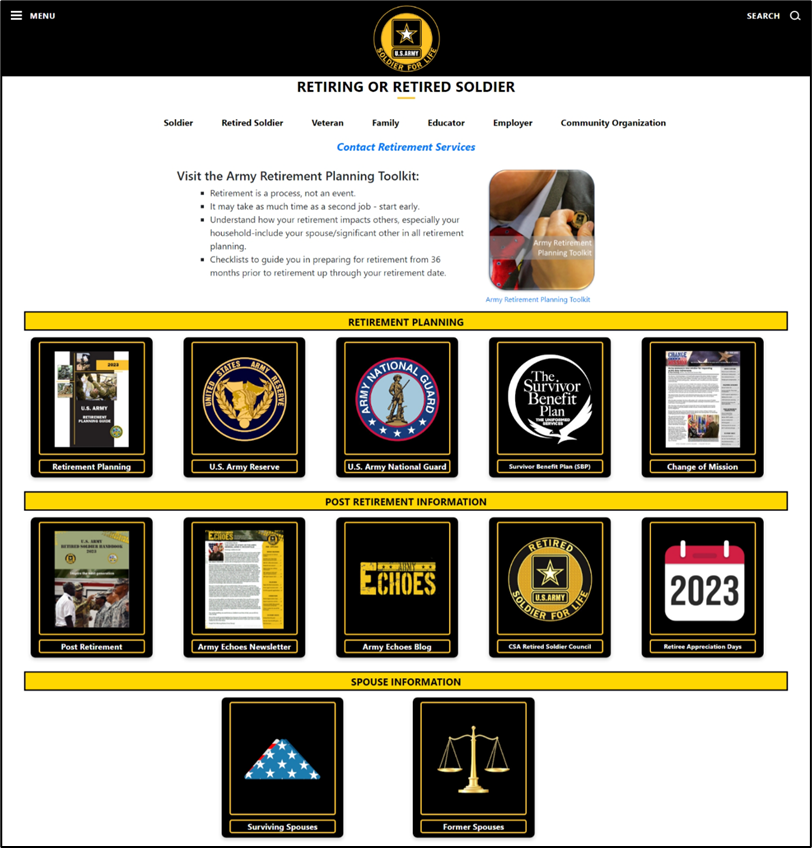 MENU
SEARCH
U.S.ARMY
SOLDIER FOR LIFE
RETIRING OR RETIRED SOLDIER
Soldier Retired Soldier Veteran Family Educator Employer Community Organization
Contact Retirement Services
Visit the Army Retirement Planning Toolkit:
Retirement is a process, not an event.
It may take as much time as a second job - start early.
Understand how your retirement impacts others, especially your
household-include your spouse/significant other in all retirement
planning.
Checklists to guide you in preparing for retirement from 36
months prior to retirement up through your retirement date.
Army Retirement
Planning Toolkit
Army Retirement Planning Toolkit
RETIREMENT PLANNING
U.S. ARMY
RETIREMENT
PLANNING GUIDE
Retirement Planning
UNITED STATES ARMY RESERVE
U.S. Army Reserve
ARMY NATIONAL GUARD
U.S. Army National Guard
The
Survivor
Benefit
Plan
THE UNIFORMED
SERVICES
Survivor Benefit Plan (SBP)
CHANGE
Change of Mission
POST RETIREMENT INFORMATION
U.S. ARMY
RETIRED SOLDIER HANDBOOK
2023
Post Retirement
ECHOES
Army Echoes Newsletter
ARMY
ECHOES
Army Echoes Blog
RETIRED
U.S.ARMY
SOLDIER FOR LIFE
CSA Retired Soldier Council
2023
Retiree Appreciation Days
SPOUSE INFORMATION
Surviving Spouses
Former Spouses